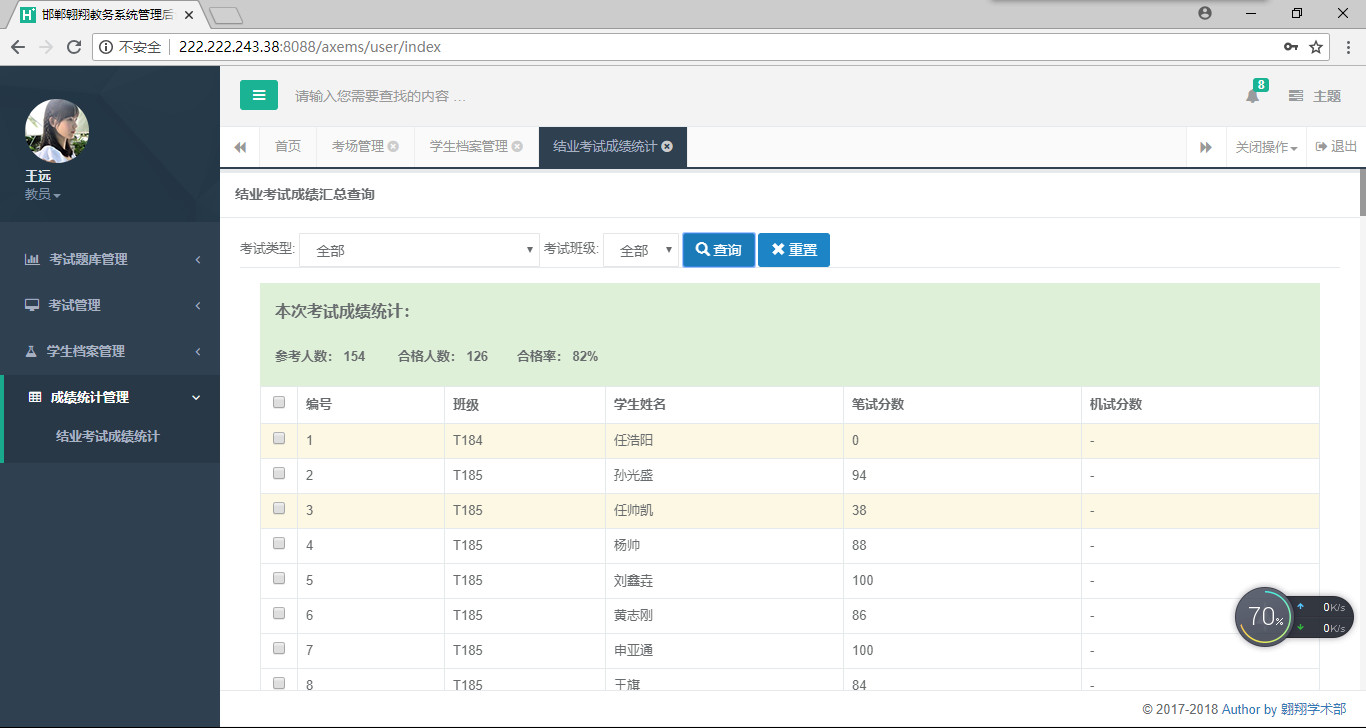 邯郸翱翔教务系统管理后
不安全 222.222.243.38:8088/axems/user/index
请输入您需要查找的内容 … 8 主题
王远
教员
首页 考场管理 学生档案管理 结业考试成绩统计 关闭操作 退出
考试题库管理
考试管理
学生档案管理
成绩统计管理
结业考试成绩统计
结业考试成绩汇总查询
考试类型: 全部 考试班级: 全部 查询 重置
本次考试成绩统计：
参考人数： 154 合格人数： 126 合格率： 82%
编号 班级 学生姓名 笔试分数 机试分数
1 T184 任浩阳 0 -
2 T185 孙光盛 94 -
3 T185 任帅凯 38 -
4 T185 杨帅 88 -
5 T185 刘鑫垚 100 -
6 T185 黄志刚 86 -
7 T185 申亚通 100 -
8 T185 王旗 84 -
70% 0K/s
0K/s
© 2017-2018 Author by 翱翔学术部